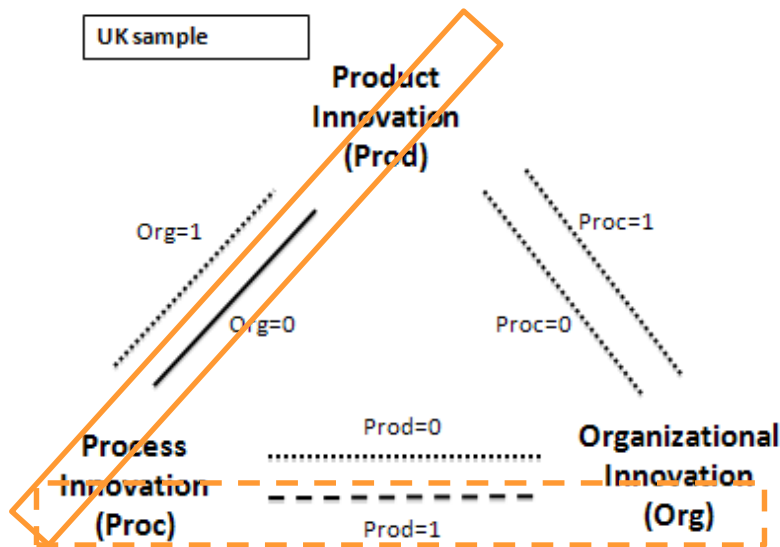 UK sample
Product
Innovation
(Prod)
Org=1
Proc=1
Org=0
Proc=0
Prod=0
Process
Innovation
(Proc)
Organizational
Innovation
(Org)
Prod=1